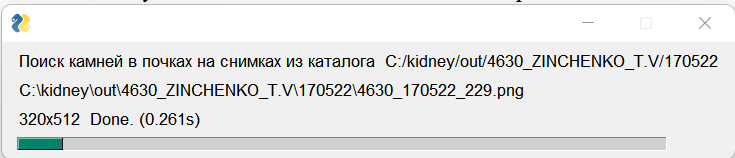 Поиск камней в почках на снимках из каталога C:/kidney/out/4630_ZINCHENKO_T.V/170522
C:\kidney\out\4630_ZINCHENKO_T.V\170522\4630_170522_229.png
320x512 Done. (0.261s)